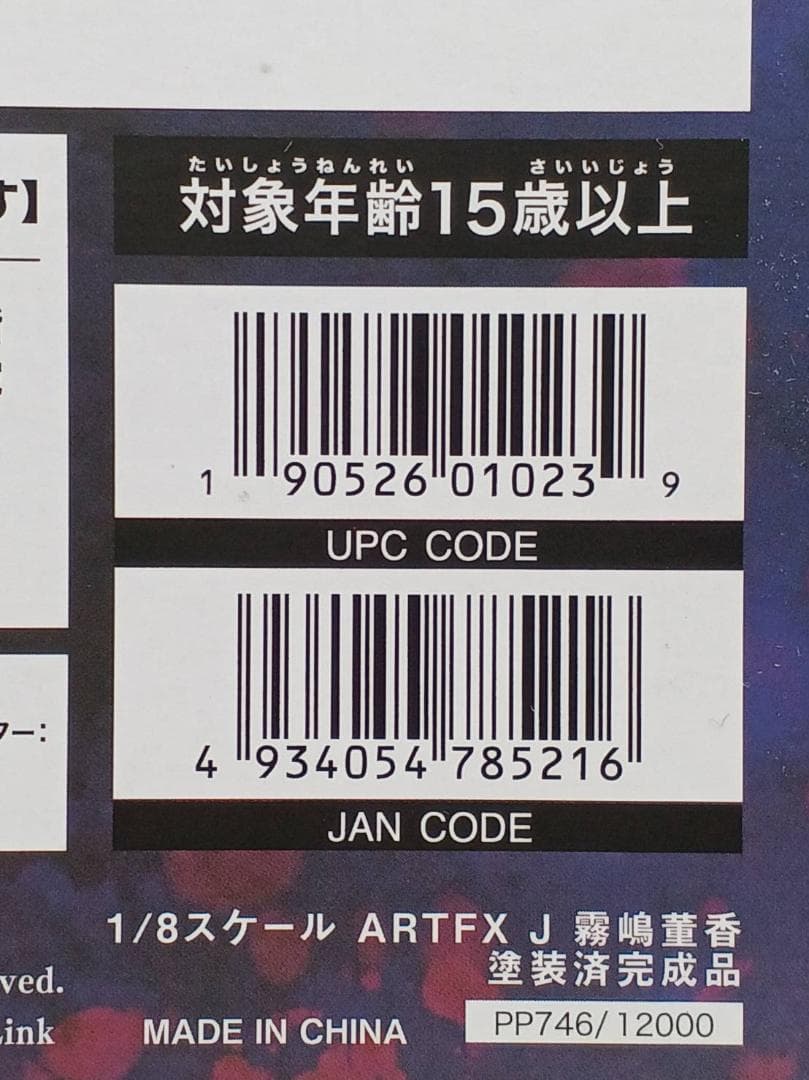 す】
たいしょうねんれい さいいじょう
対象年齢15歳以上
1 90526 01023 9
UPC CODE
ター:
4 934054 785216
JAN CODE
1/8スケール ARTFX J 霧嶋董香
塗装済完成品
ved.
Link
MADE IN CHINA
PP746/12000